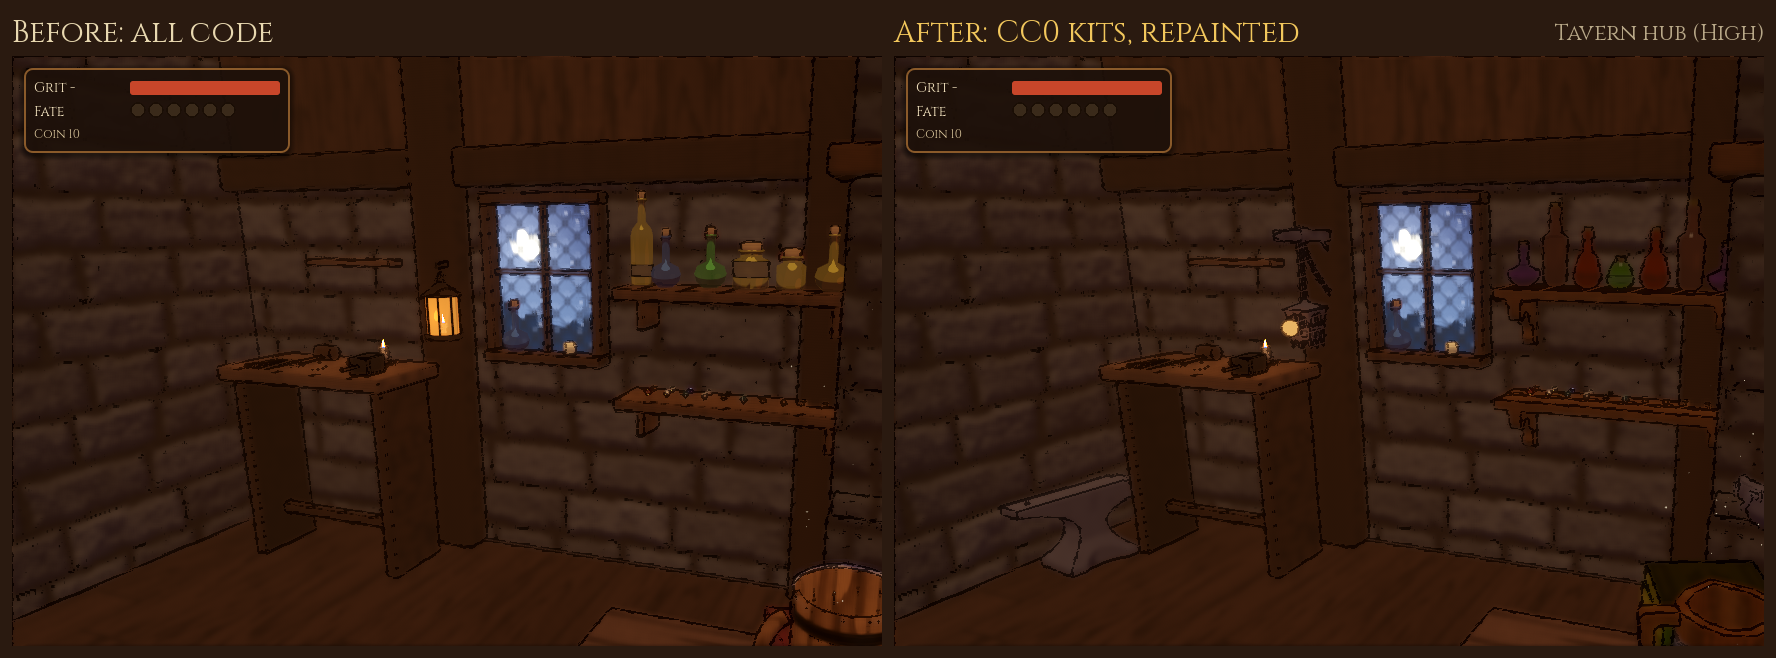 Before: all code
After: CC0 kits, repainted
Tavern hub (High)
Grit -
Fate
Coin 10
Grit -
Fate
Coin 10